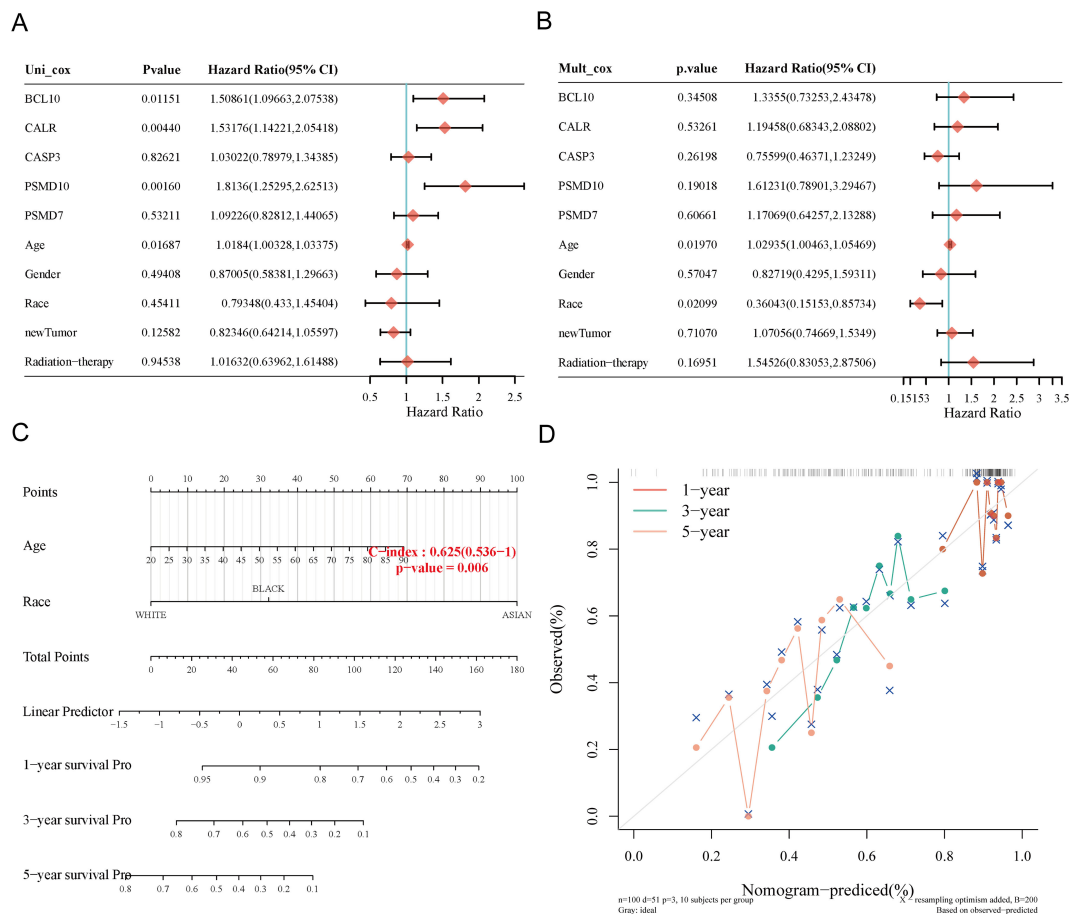 A
Uni_cox Pvalue Hazard Ratio(95% CI)
BCL10 0.01151 1.50861(1.09663,2.07538)
CALR 0.00440 1.53176(1.14221,2.05418)
CASP3 0.82621 1.03022(0.78979,1.34385)
PSMD10 0.00160 1.8136(1.25295,2.62513)
PSMD7 0.53211 1.09226(0.82812,1.44065)
Age 0.01687 1.0184(1.00328,1.03375)
Gender 0.49408 0.87005(0.58381,1.29663)
Race 0.45411 0.79348(0.433,1.45404)
newTumor 0.12582 0.82346(0.64214,1.05597)
Radiation−therapy 0.94538 1.01632(0.63962,1.61488)
0.5 1 1.5 2 2.5
Hazard Ratio
B
Mult_cox p.value Hazard Ratio(95% CI)
BCL10 0.34508 1.3355(0.73253,2.43478)
CALR 0.53261 1.19458(0.68343,2.08802)
CASP3 0.26198 0.75599(0.46371,1.23249)
PSMD10 0.19018 1.61231(0.78901,3.29467)
PSMD7 0.60661 1.17069(0.64257,2.13288)
Age 0.01970 1.02935(1.00463,1.05469)
Gender 0.57047 0.82719(0.4295,1.59311)
Race 0.02099 0.36043(0.15153,0.85734)
newTumor 0.71070 1.07056(0.74669,1.5349)
Radiation−therapy 0.16951 1.54526(0.83053,2.87506)
0.15153 1 1.5 2 2.5 3 3.5
Hazard Ratio
C
Points 0 10 20 30 40 50 60 70 80 90 100
Age
20 25 30 35 40 45 50 55 60 65 70 75 80 85 90
C−index : 0.625(0.536−1)
p−value = 0.006
Race
BLACK
WHITE ASIAN
Total Points
0 20 40 60 80 100 120 140 160 180
Linear Predictor
−1.5 −1 −0.5 0 0.5 1 1.5 2 2.5 3
1−year survival Pro
0.95 0.9 0.8 0.7 0.6 0.5 0.4 0.3 0.2
3−year survival Pro
0.8 0.7 0.6 0.5 0.4 0.3 0.2 0.1
5−year survival Pro
0.8 0.7 0.6 0.5 0.4 0.3 0.2 0.1
D
1−year
3−year
5−year
Observed(%)
1.0
0.8
0.6
0.4
0.2
0.0
0.0 0.2 0.4 0.6 0.8 1.0
Nomogram−prediced(%)
n=100 d=51 p=3, 10 subjects per group
Gray: ideal
X − resampling optimism added, B=200
Based on observed−predicted